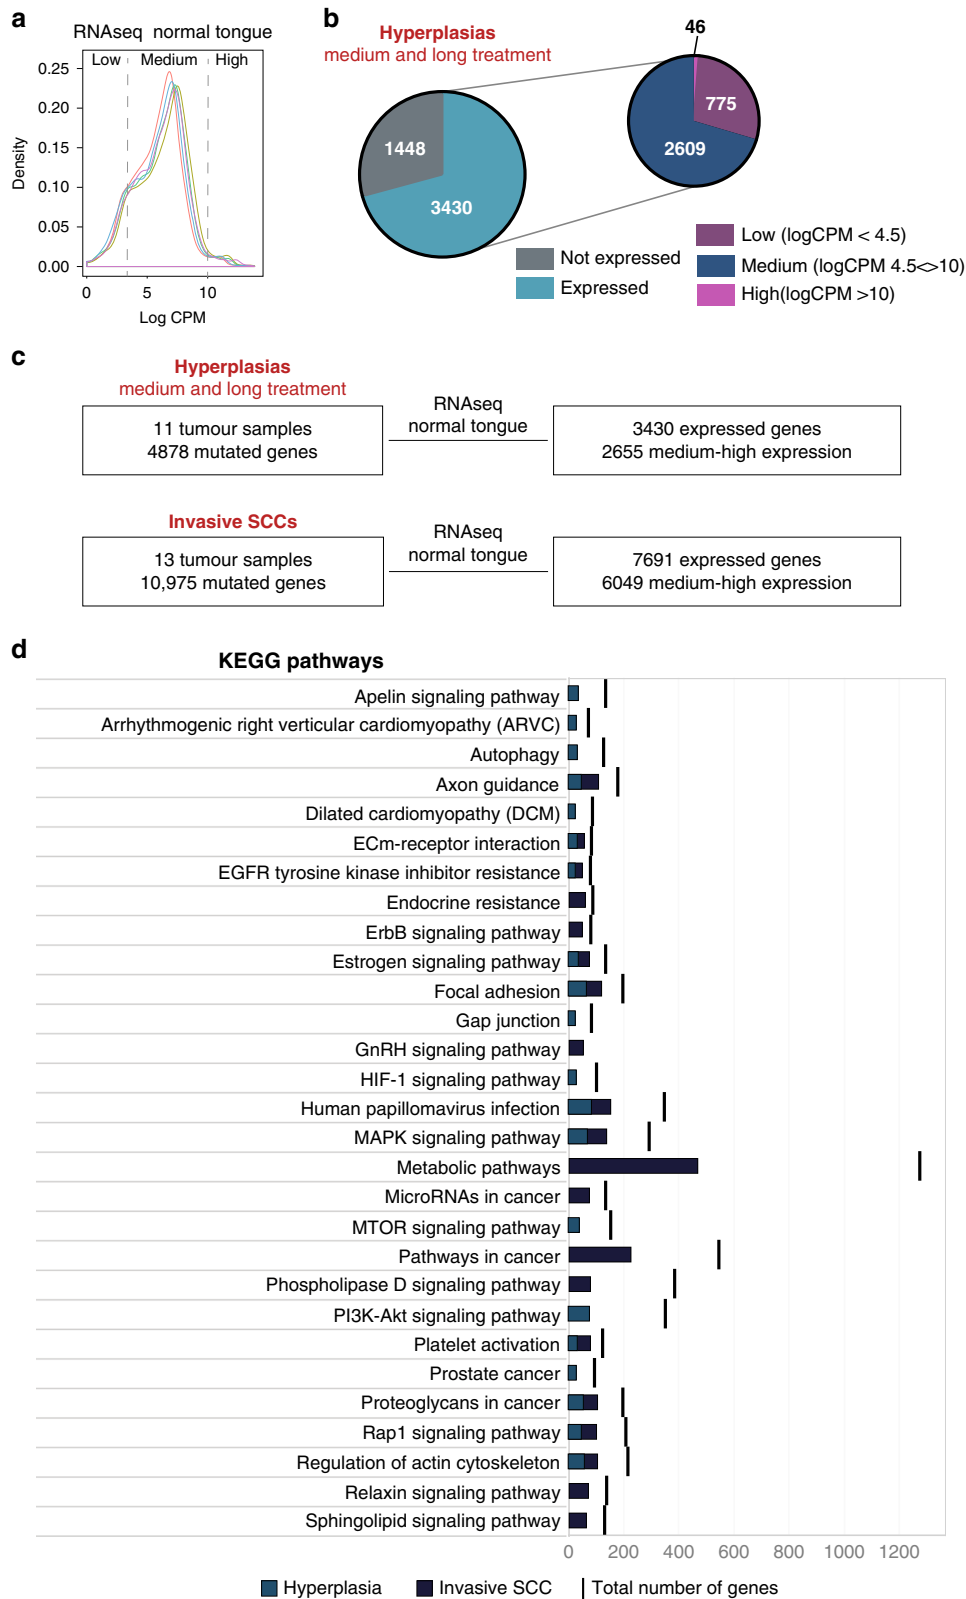 a
RNAseq normal tongue
Low Medium High
0.25
0.20
0.15
0.10
0.05
0.00
Density
0 5 10
Log CPM
b
Hyperplasias
medium and long treatment
1448
3430
46
775
2609
Not expressed
Expressed
Low (logCPM < 4.5)
Medium (logCPM 4.5<>10)
High(logCPM >10)
c
Hyperplasias
medium and long treatment
11 tumour samples
4878 mutated genes
RNAseq
normal tongue
3430 expressed genes
2655 medium-high expression
Invasive SCCs
13 tumour samples
10,975 mutated genes
RNAseq
normal tongue
7691 expressed genes
6049 medium-high expression
d
KEGG pathways
Apelin signaling pathway
Arrhythmogenic right verticular cardiomyopathy (ARVC)
Autophagy
Axon guidance
Dilated cardiomyopathy (DCM)
ECm-receptor interaction
EGFR tyrosine kinase inhibitor resistance
Endocrine resistance
ErbB signaling pathway
Estrogen signaling pathway
Focal adhesion
Gap junction
GnRH signaling pathway
HIF-1 signaling pathway
Human papillomavirus infection
MAPK signaling pathway
Metabolic pathways
MicroRNAs in cancer
MTOR signaling pathway
Pathways in cancer
Phospholipase D signaling pathway
PI3K-Akt signaling pathway
Platelet activation
Prostate cancer
Proteoglycans in cancer
Rap1 signaling pathway
Regulation of actin cytoskeleton
Relaxin signaling pathway
Sphingolipid signaling pathway
0 200 400 600 800 1000 1200
Hyperplasia Invasive SCC Total number of genes